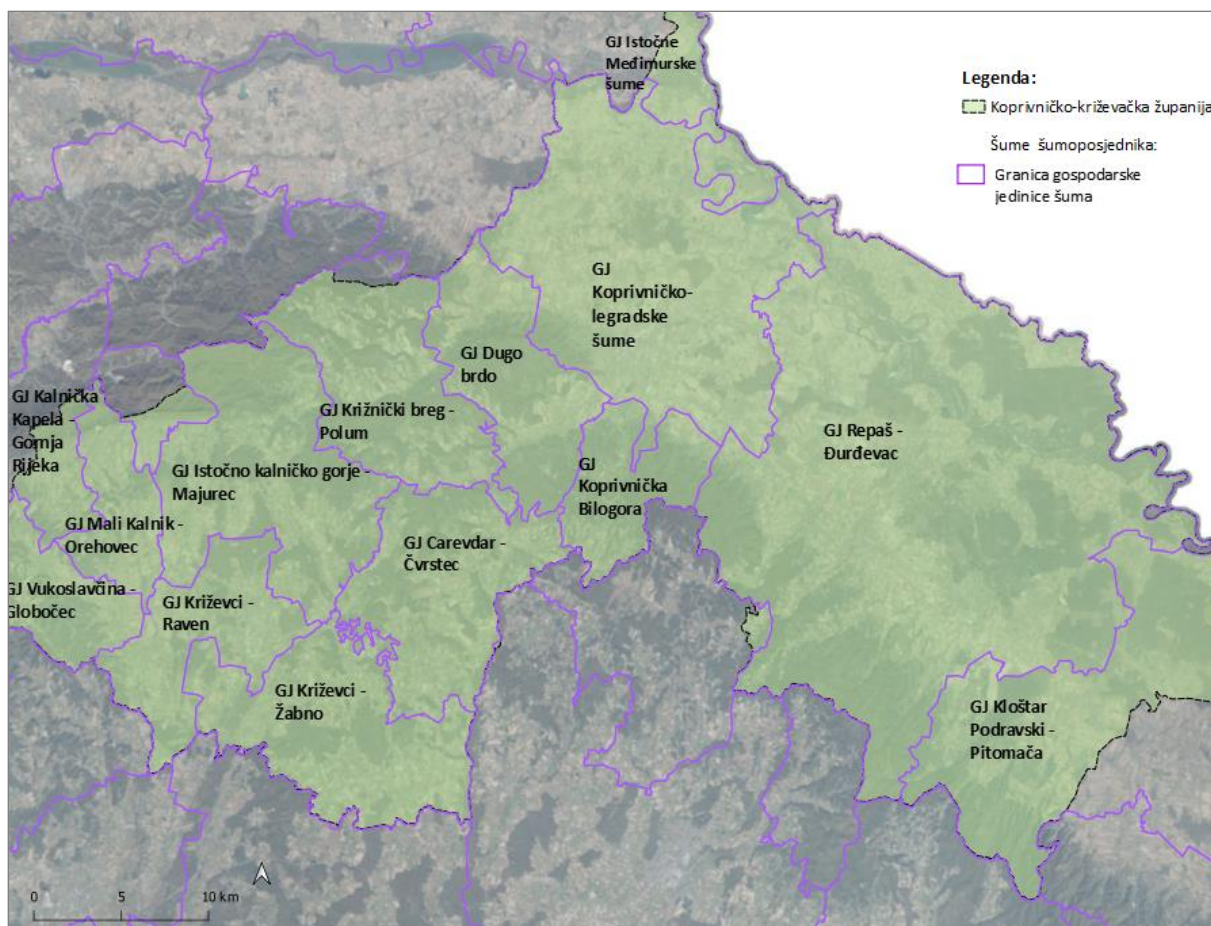 GJ Istočne
Međimurske
šume
Legenda:
Koprivničko-križevačka županija
Šume šumoposjednika:
Granica gospodarske
jedinice šuma
GJ
Koprivničko-
legradske
šume
GJ Dugo
brdo
GJ Kalnička
Kapela -
Gornja
Rijeka
GJ Križnički breg -
Polum
GJ Repaš -
Đurđevac
GJ Istočno kalničko gorje -
Majurec
GJ
Koprivnička
Bilogora
GJ Mali Kalnik -
Orehovec
GJ Carevdar -
Čvrstec
GJ Vukoslavčina -
Globočec
GJ Križevci -
Raven
GJ Križevci -
Žabno
GJ Kloštar
Podravski -
Pitomača
0 5 10 km